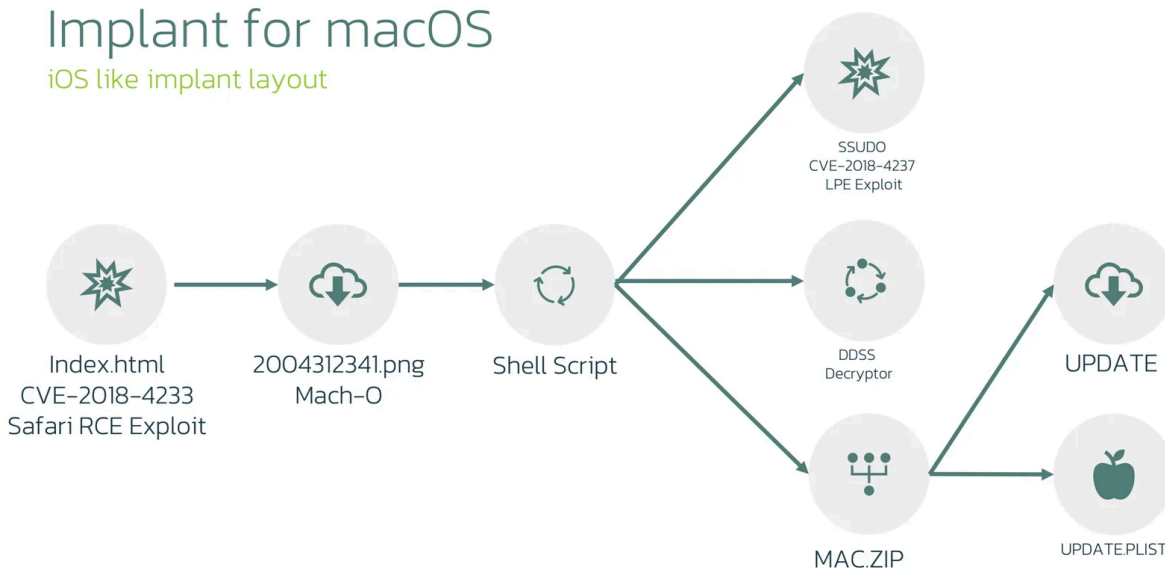 Implant for macOS
iOS like implant layout
SSUDO
CVE-2018-4237
LPE Exploit
Index.html
CVE-2018-4233
Safari RCE Exploit
2004312341.png
Mach-O
Shell Script
DDSS
Decryptor
UPDATE
MAC.ZIP
UPDATE.PLIST